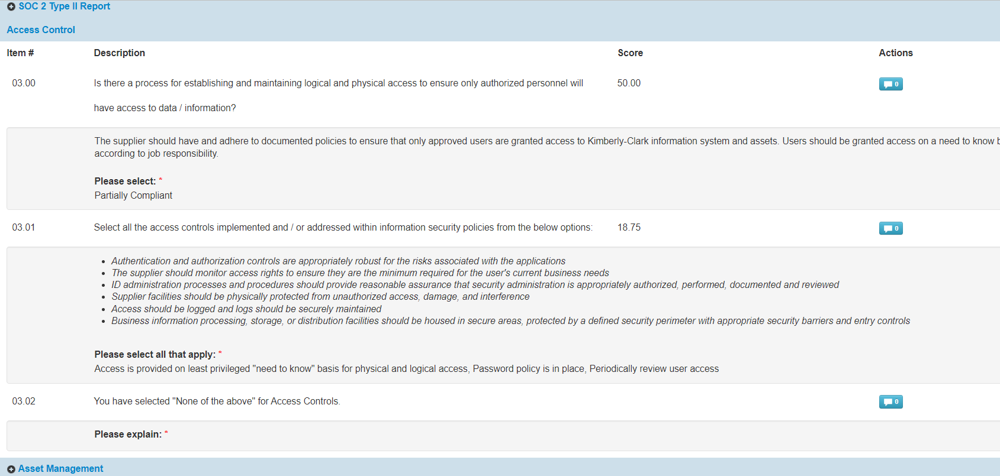 SOC 2 Type II Report
Access Control
Item # Description Score Actions
03.00 Is there a process for establishing and maintaining logical and physical access to ensure only authorized personnel will 50.00 0
have access to data / information?
The supplier should have and adhere to documented policies to ensure that only approved users are granted access to Kimberly-Clark information system and assets. Users should be granted access on a need to know
according to job responsibility.
Please select: *
Partially Compliant
03.01 Select all the access controls implemented and / or addressed within information security policies from the below options: 18.75 0
• Authentication and authorization controls are appropriately robust for the risks associated with the applications
• The supplier should monitor access rights to ensure they are the minimum required for the user's current business needs
• ID administration processes and procedures should provide reasonable assurance that security administration is appropriately authorized, performed, documented and reviewed
• Supplier facilities should be physically protected from unauthorized access, damage, and interference
• Access should be logged and logs should be securely maintained
• Business information processing, storage, or distribution facilities should be housed in secure areas, protected by a defined security perimeter with appropriate security barriers and entry controls
Please select all that apply: *
Access is provided on least privileged "need to know" basis for physical and logical access, Password policy is in place, Periodically review user access
03.02 You have selected "None of the above" for Access Controls. 0
Please explain: *
Asset Management